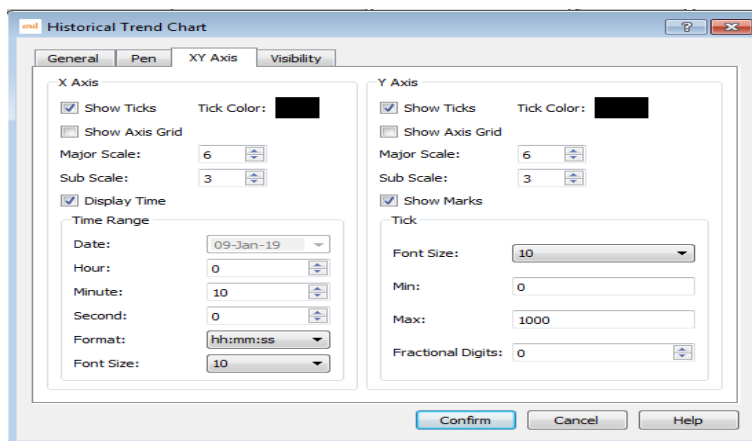 Historical Trend Chart
General Pen XY Axis Visibility
X Axis
Show Ticks Tick Color:
Show Axis Grid
Major Scale: 6
Sub Scale: 3
Display Time
Time Range
Date: 09-Jan-19
Hour: 0
Minute: 10
Second: 0
Format: hh:mm:ss
Font Size: 10
Y Axis
Show Ticks Tick Color:
Show Axis Grid
Major Scale: 6
Sub Scale: 3
Show Marks
Tick
Font Size: 10
Min: 0
Max: 1000
Fractional Digits: 0
Confirm Cancel Help